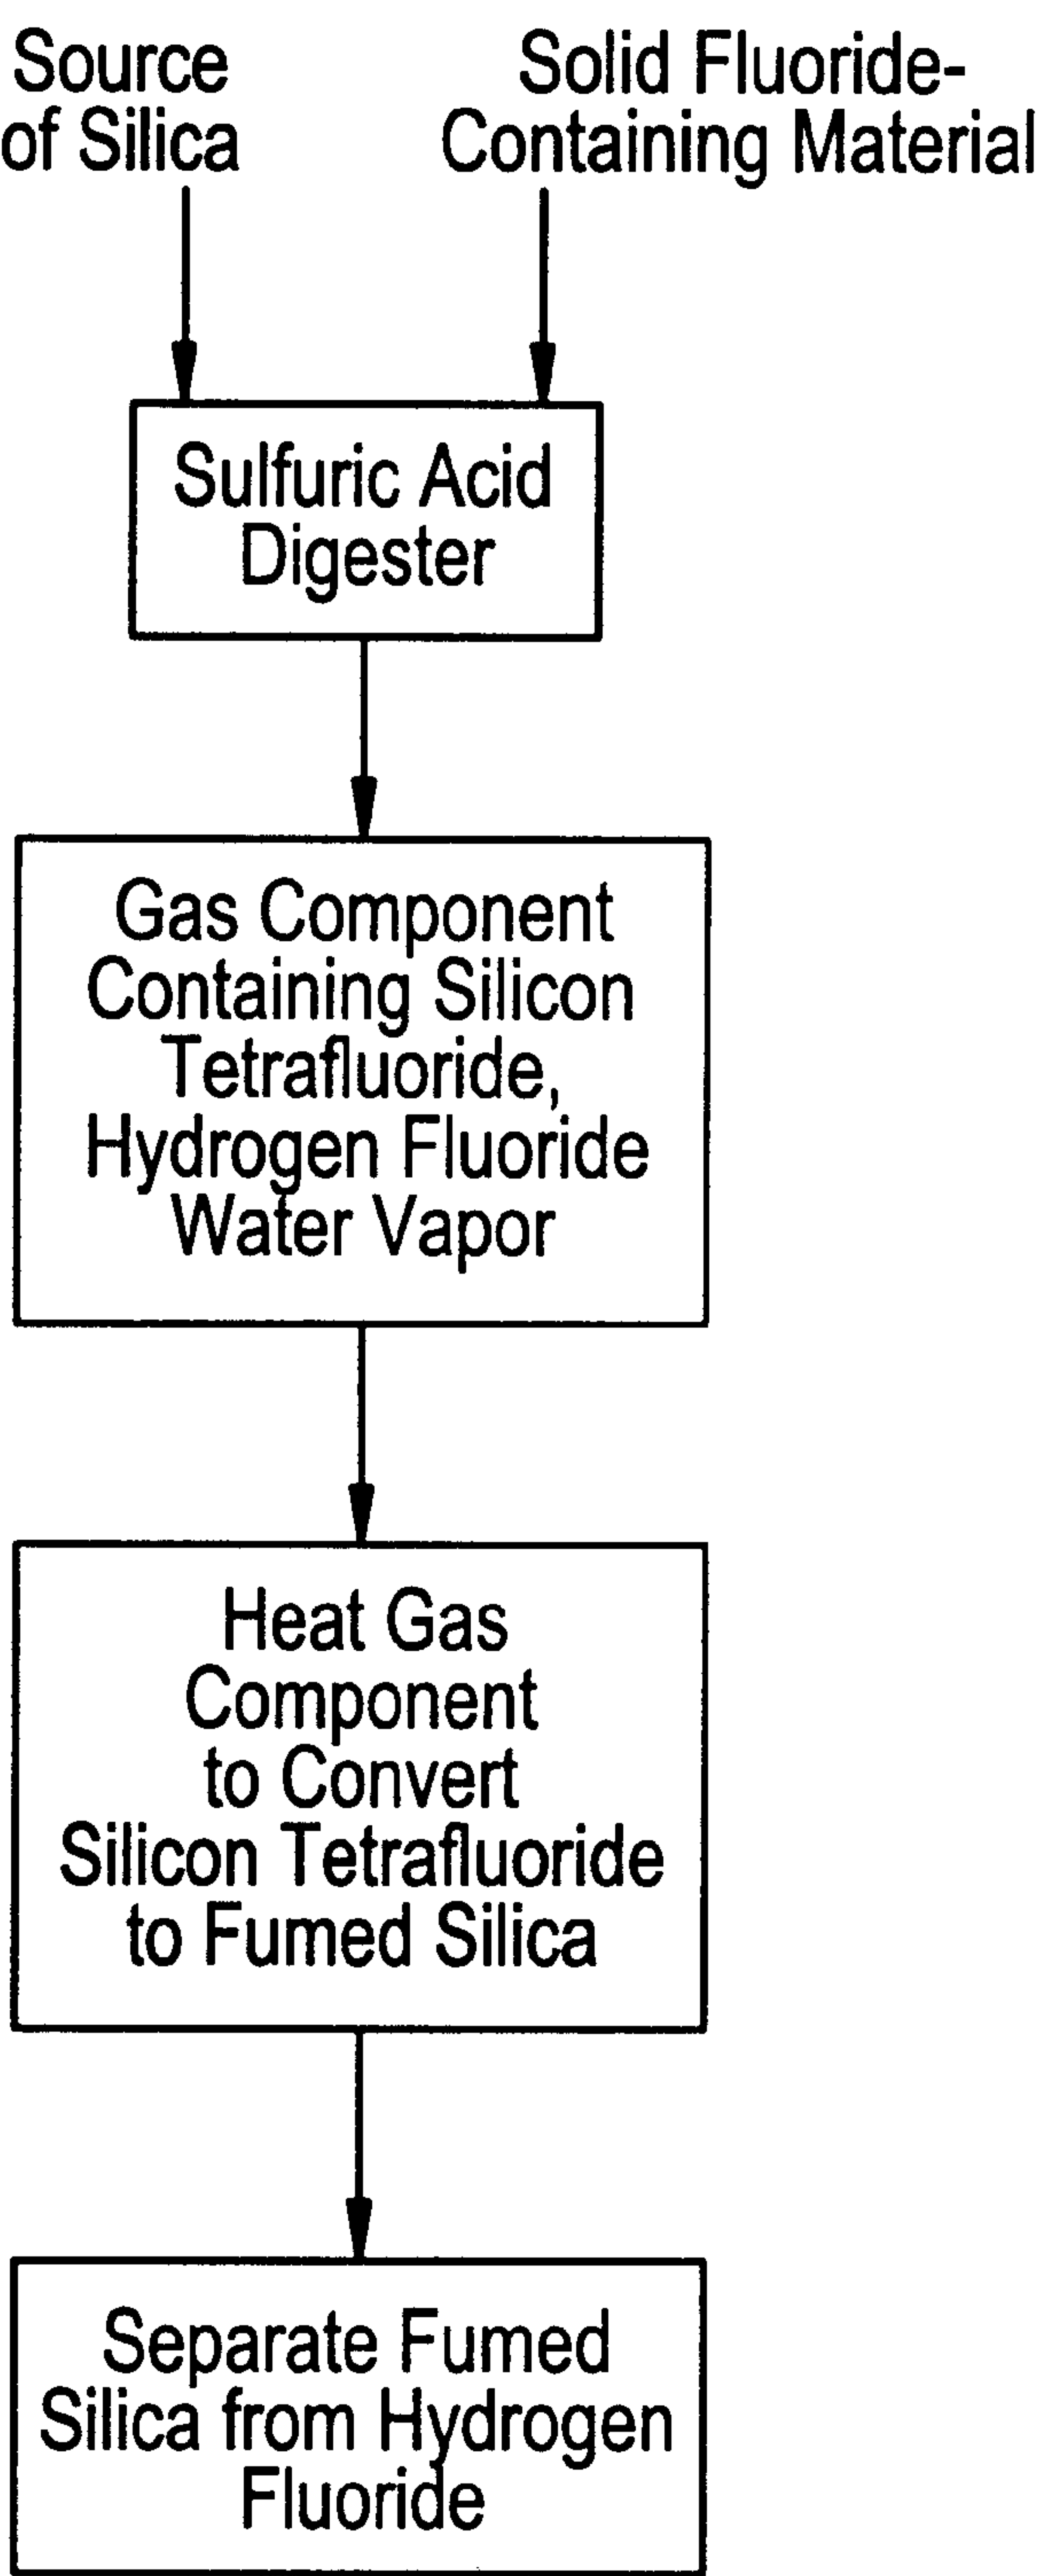 Source
of Silica
Solid Fluoride-
Containing Material
Sulfuric Acid
Digester
Gas Component
Containing Silicon
Tetrafluoride,
Hydrogen Fluoride
Water Vapor
Heat Gas
Component
to Convert
Silicon Tetrafluoride
to Fumed Silica
Separate Fumed
Silica from Hydrogen
Fluoride